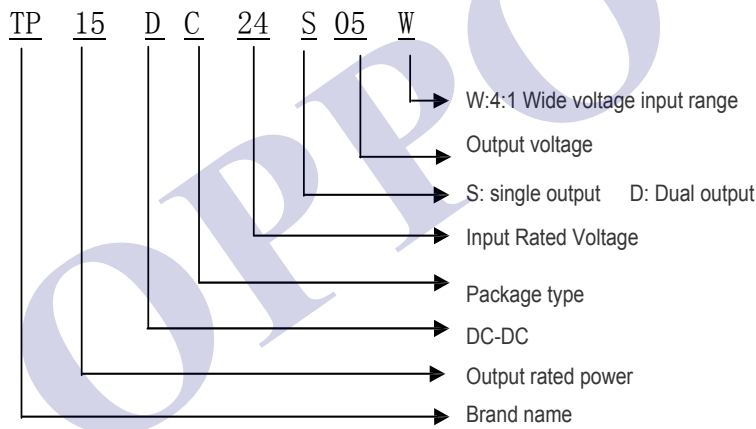 TP 15 D C 24 S 05 W
W:4:1 Wide voltage input range
Output voltage
S: single output D: Dual output
Input Rated Voltage
Package type
DC-DC
Output rated power
Brand name
OPPO